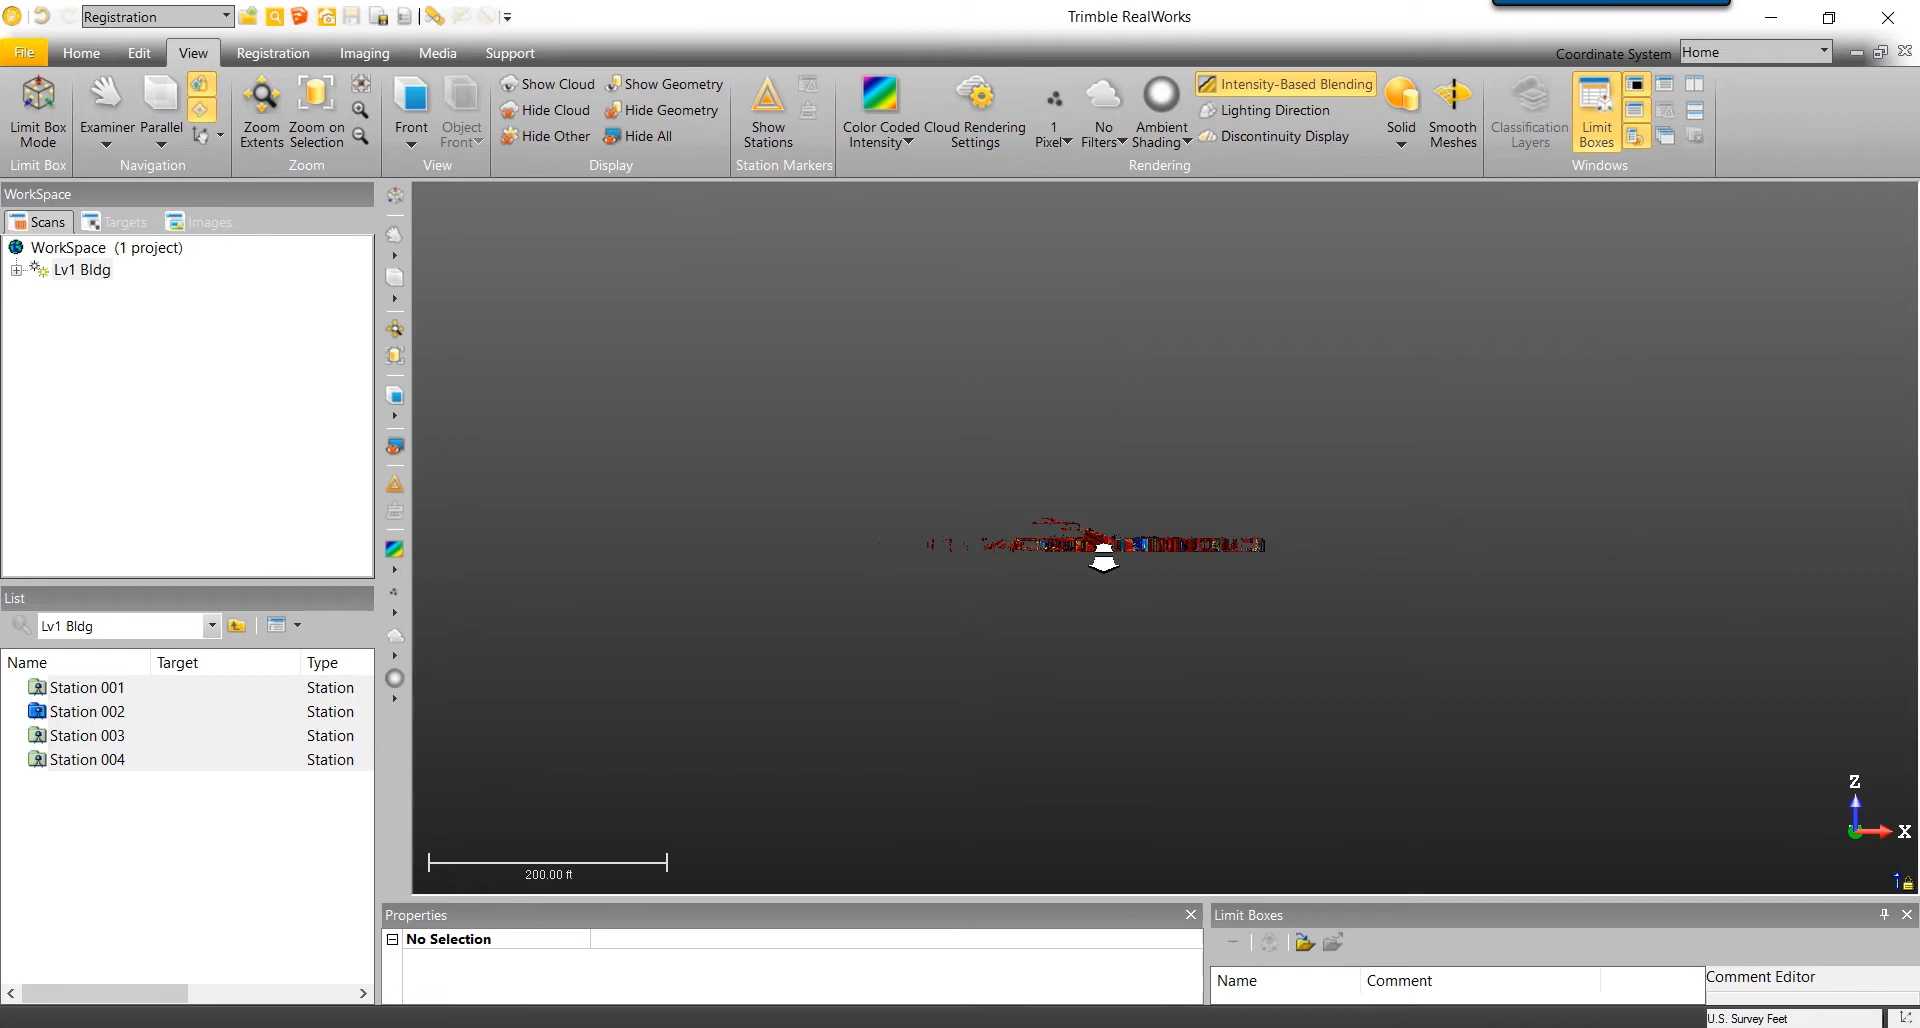 Registration
Trimble RealWorks
File Home Edit View Registration Imaging Media Support
Coordinate System Home
Limit Box Mode
Examiner
Parallel
Zoom Extents
Zoom on Selection
Front
Object Front
Show Cloud
Hide Cloud
Hide Other
Show Geometry
Hide Geometry
Hide All
Show Stations
Color Coded Intensity
Cloud Rendering Settings
1 Pixel
No Filters
Ambient Shading
Intensity-Based Blending
Lighting Direction
Discontinuity Display
Solid
Smooth Meshes
Classification Layers
Limit Boxes
Limit Box Navigation Zoom View Display Station Markers Rendering Windows
WorkSpace
Scans Targets Images
WorkSpace (1 project)
Lv1 Bldg
List
Lv1 Bldg
Name Target Type
Station 001 Station
Station 002 Station
Station 003 Station
Station 004 Station
200.00 ft
Z
X
Properties
No Selection
Limit Boxes
Name Comment
Comment Editor
U.S. Survey Feet